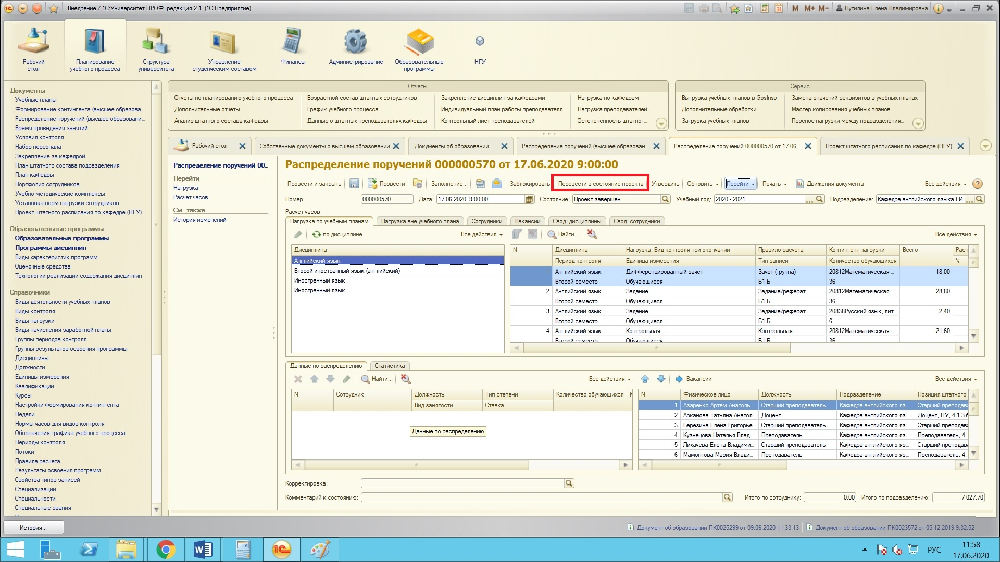 Внедрение / 1С:Университет ПРОФ, редакция 2.1 (1С:Предприятие)
M M+ M-
Путилина Елена Владимировна
Рабочий стол
Планирование учебного процесса
Структура университета
Управление студенческим составом
Финансы
Администрирование
Образовательные программы
НГУ
Документы
Учебные планы
Формирование контингента (высшее образова...
Распределение поручений (высшее образовани...
Время проведения занятий
Условия контроля
Набор персонала
Закрепление за кафедрой
План штатного состава подразделения
План кафедры
Портфолио сотрудников
Учебно методические комплексы
Установка норм нагрузки сотрудников
Проект штатного расписания по кафедре (НГУ)
Образовательные программы
Образовательные программы
Программы дисциплин
Виды характеристик программ
Оценочные средства
Технологии реализации содержания дисциплин
Справочники
Виды деятельности учебных планов
Виды контроля
Виды нагрузки
Виды начисления заработной платы
Группы периодов контроля
Группы результатов освоения программы
Дисциплины
Должности
Единицы измерения
Квалификации
Курсы
Настройки формирования контингента
Недели
Нормы часов для видов контроля
Обозначения графика учебного процесса
Периоды контроля
Потоки
Правила расчета
Результаты освоения программ
Свойства типов записей
Специализации
Специальности
Специальные звания
Отчеты
Отчеты по планированию учебного процесса
Дополнительные отчеты
Анализ штатного состава кафедры
Возрастной состав штатных сотрудников
График учебного процесса
Данные о штатных преподавателях кафедры
Закрепление дисциплин за кафедрами
Индивидуальный план работы преподавателя
Контрольный лист преподавателей
Нагрузка по кафедрам
Нагрузка преподавателей
Остепененность штатног...
Сервис
Выгрузка учебных планов в GosInsp
Дополнительные обработки
Загрузка учебных планов
Замена значений реквизитов в учебных планах
Мастер копирования учебных планов
Перенос нагрузки между подразделения...
Рабочий стол
Собственные документы о высшем образовании
Документы об образовании
Распределение поручений (высшее образован...
Распределение поручений 000000570 от 17.06...
Проект штатного расписания по кафедре (НГУ)
Распределение поручений 00...
Перейти
Нагрузка
Расчет часов
См. также
История изменений
Распределение поручений 000000570 от 17.06.2020 9:00:00
Провести и закрыть Провести Заполнение... Заблокировать Перевести в состояние проекта Утвердить Обновить Перейти Печать Движения документа Все действия
Номер: 000000570 Дата: 17.06.2020 9:00:00 Состояние: Проект завершен Учебный год: 2020 - 2021 Подразделение: Кафедра английского языка ГИ
Расчет часов
Нагрузка по учебным планам Нагрузка вне учебного плана Сотрудники Вакансии Свод: дисциплины Свод: сотрудники
по дисциплине Все действия Найти... Все действия
Дисциплина
Английский язык
Второй иностранный язык (английский)
Иностранный язык
Иностранный язык
N Дисциплина Нагрузка, Вид контроля при окончании Правило расчета Контингент нагрузки Всего Расп
Период контроля Единица измерения Тип записи Количество обучающихся %
1 Английский язык Дифференцированный зачет Зачет (группа) 20812Математическая ... 18,00
Второй семестр Обучающиеся Б1.Б 36
2 Английский язык Задание Задание/реферат 20812Математическая ... 28,80
Второй семестр Обучающиеся Б1.Б 36
3 Английский язык Задание Задание/реферат 20838Русский язык, лит... 2,40
Второй семестр Обучающиеся Б1.Б 6
4 Английский язык Контрольная Контрольная 20812Математическая ... 21,60
Второй семестр Обучающиеся Б1.Б 36
Данные по распределению Статистика
Найти... Все действия Вакансии Все действия
N Сотрудник Должность Тип степени Количество обучающихся К
Вид занятости Ставка
Данные по распределению
N Физическое лицо Должность Подразделение Позиция штатного
1 Азаренко Артем Анатоль... Старший преподаватель Кафедра английского яз... Старший преподава
2 Арканова Татьяна Анатол... Доцент Кафедра английского яз... Доцент, НУ, 4.1.3 б
3 Березина Елена Григорье... Старший преподаватель Кафедра английского яз... Старший преподава
4 Кузнецова Наталья Влад... Преподаватель Кафедра английского яз... Преподаватель, 4.1
5 Лихачева Елена Владими... Старший преподаватель Кафедра английского яз... Старший преподава
6 Мамонтова Мария Влади... Преподаватель Кафедра английского яз... Преподаватель, 4.1
Корректировка:
Комментарий к состоянию: Итого по сотруднику: 0,00 Итого по подразделению: 7 027,70
История...
Документ об образовании ПК0025299 от 09.06.2020 11:33:13
Документ об образовании ПК0023572 от 05.12.2019 9:32:52
РУС
11:58
17.06.2020